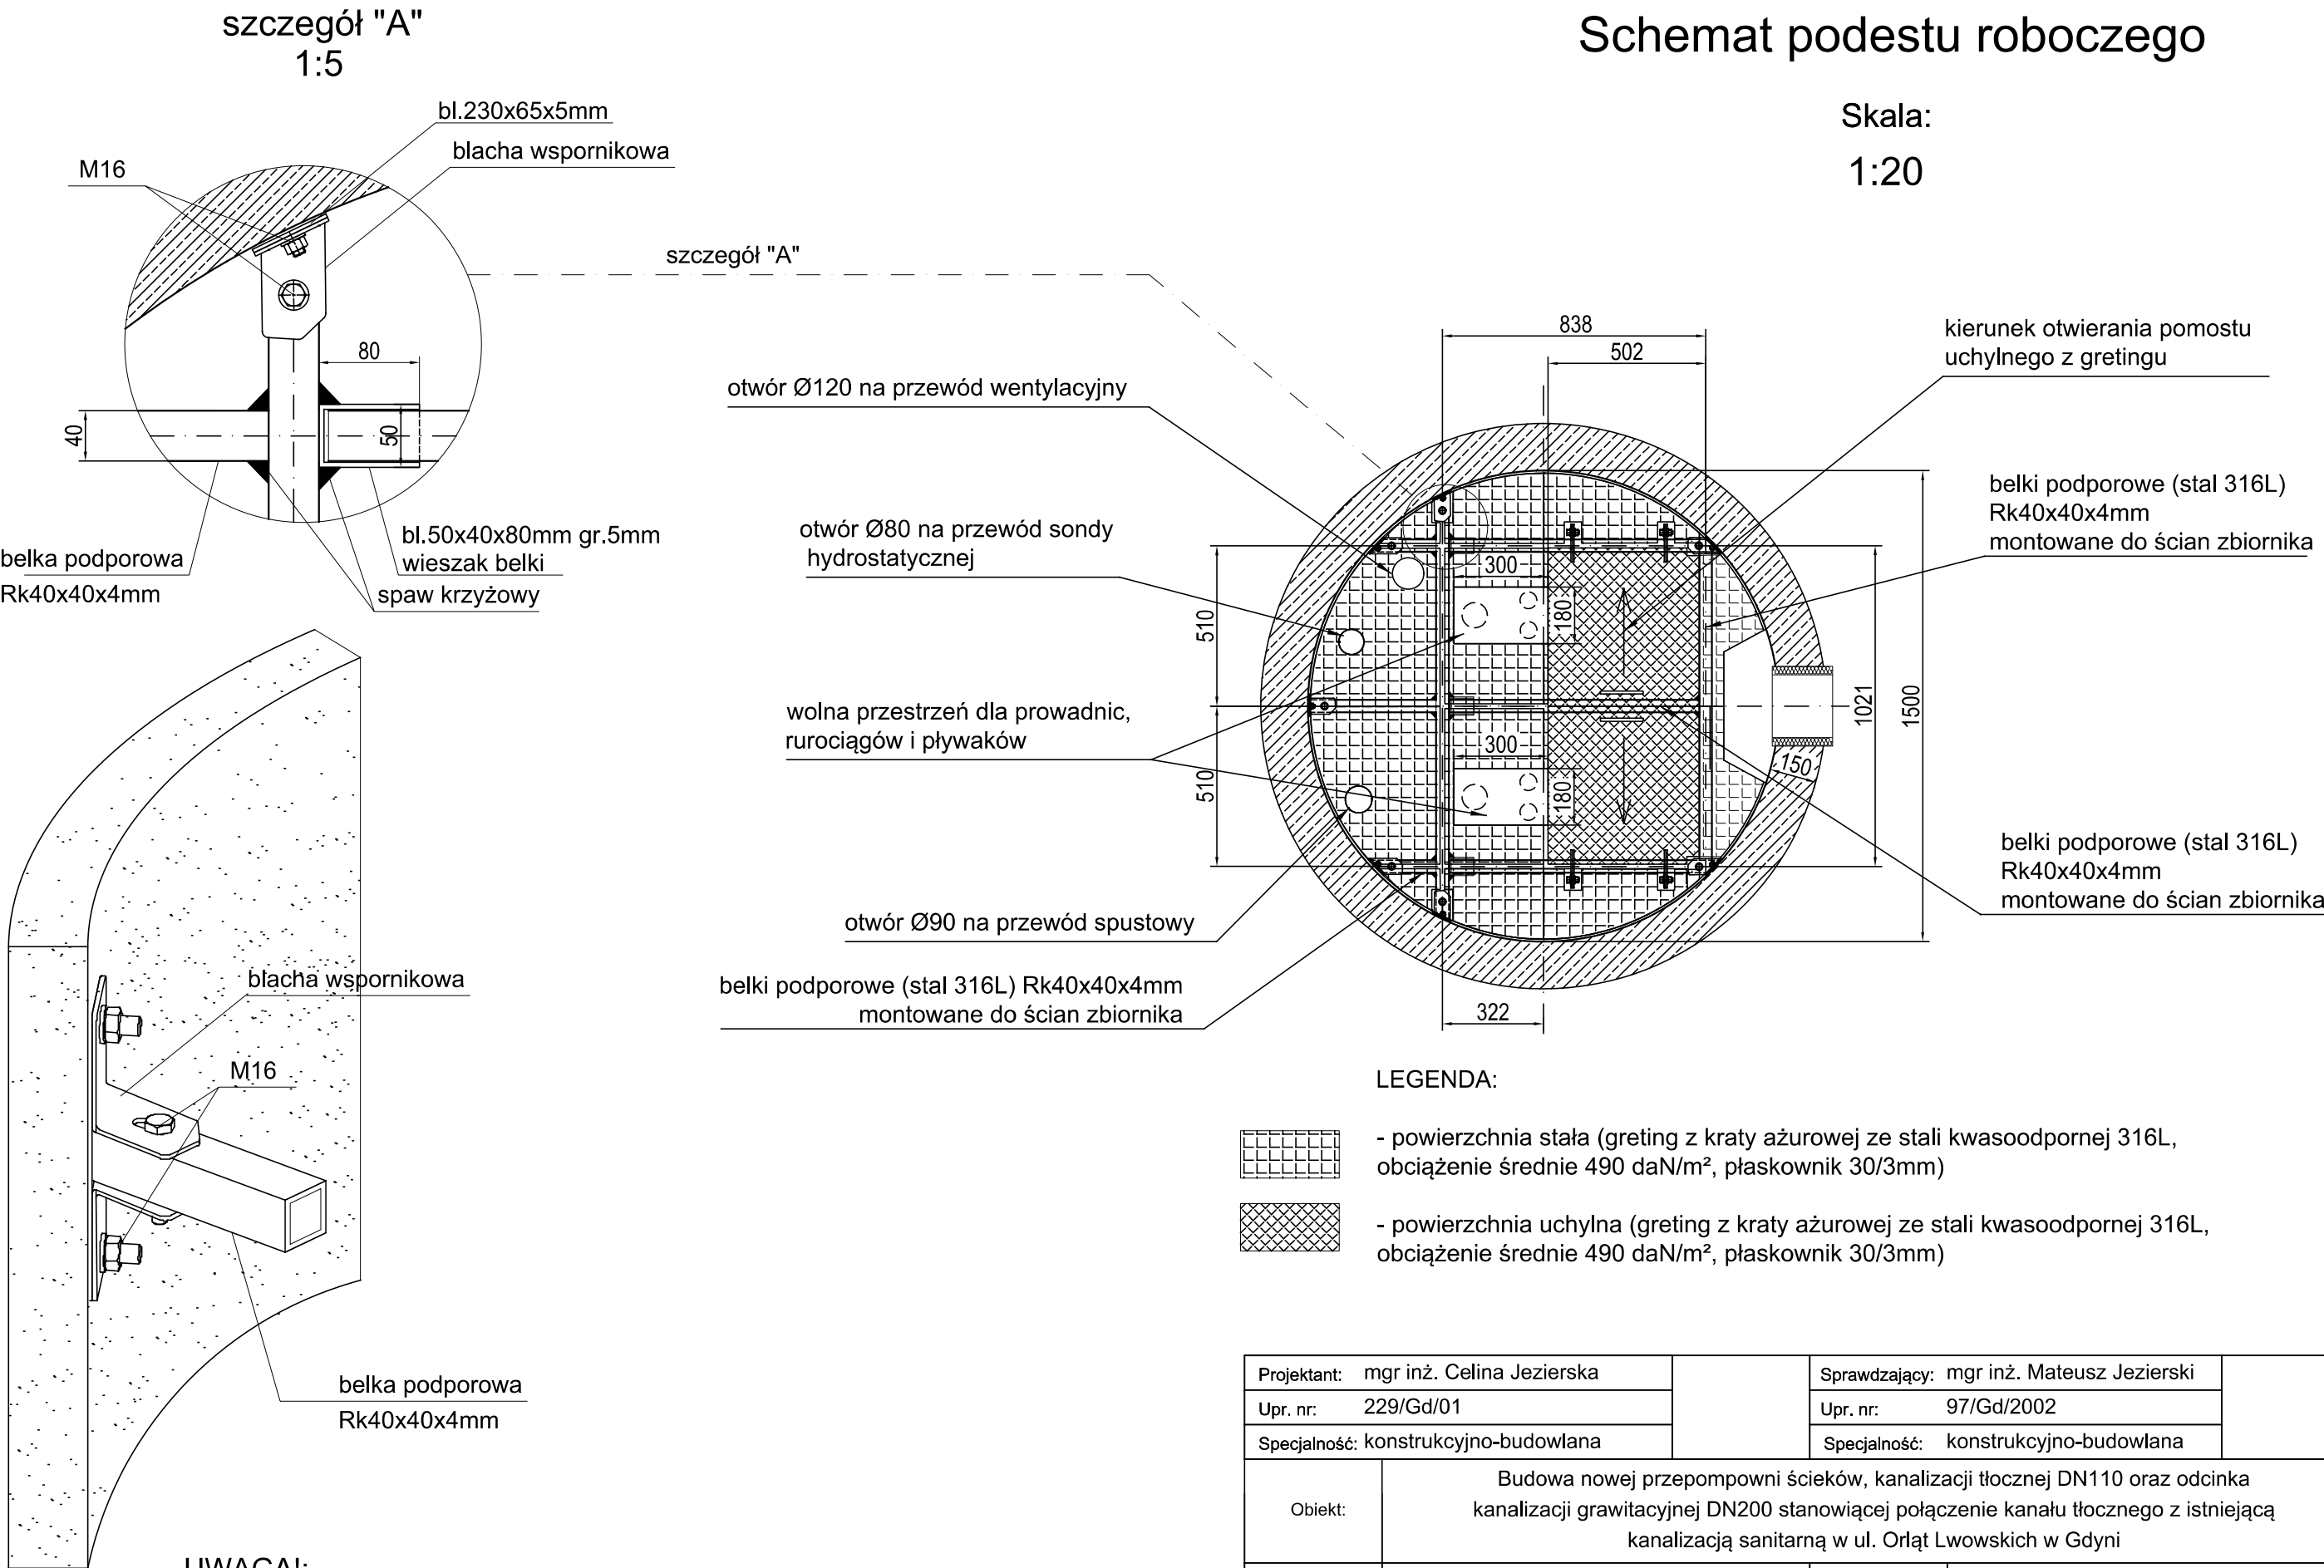 szczegół "A"
1:5
Schemat podestu roboczego
Skala:
1:20
bl.230x65x5mm
blacha wspornikowa
M16
80
40
50
belka podporowa
Rk40x40x4mm
bl.50x40x80mm gr.5mm
wieszak belki
spaw krzyżowy
szczegół "A"
838
502
kierunek otwierania pomostu
uchylnego z gretingu
otwór Ø120 na przewód wentylacyjny
belki podporowe (stal 316L)
Rk40x40x4mm
montowane do ścian zbiornika
otwór Ø80 na przewód sondy
hydrostatycznej
300
180
510
1021
1500
wolna przestrzeń dla prowadnic,
rurociągów i pływaków
300
180
510
150
belki podporowe (stal 316L)
Rk40x40x4mm
montowane do ścian zbiornika
otwór Ø90 na przewód spustowy
belki podporowe (stal 316L) Rk40x40x4mm
montowane do ścian zbiornika
322
blacha wspornikowa
M16
belka podporowa
Rk40x40x4mm
LEGENDA:
- powierzchnia stała (greting z kraty ażurowej ze stali kwasoodpornej 316L,
obciążenie średnie 490 daN/m², płaskownik 30/3mm)
- powierzchnia uchylna (greting z kraty ażurowej ze stali kwasoodpornej 316L,
obciążenie średnie 490 daN/m², płaskownik 30/3mm)
Projektant: mgr inż. Celina Jezierska
Sprawdzający: mgr inż. Mateusz Jezierski
Upr. nr: 229/Gd/01
Upr. nr: 97/Gd/2002
Specjalność: konstrukcyjno-budowlana
Specjalność: konstrukcyjno-budowlana
Obiekt:
Budowa nowej przepompowni ścieków, kanalizacji tłocznej DN110 oraz odcinka
kanalizacji grawitacyjnej DN200 stanowiącej połączenie kanału tłocznego z istniejącą
kanalizacją sanitarną w ul. Orląt Lwowskich w Gdyni
UWAGA!: